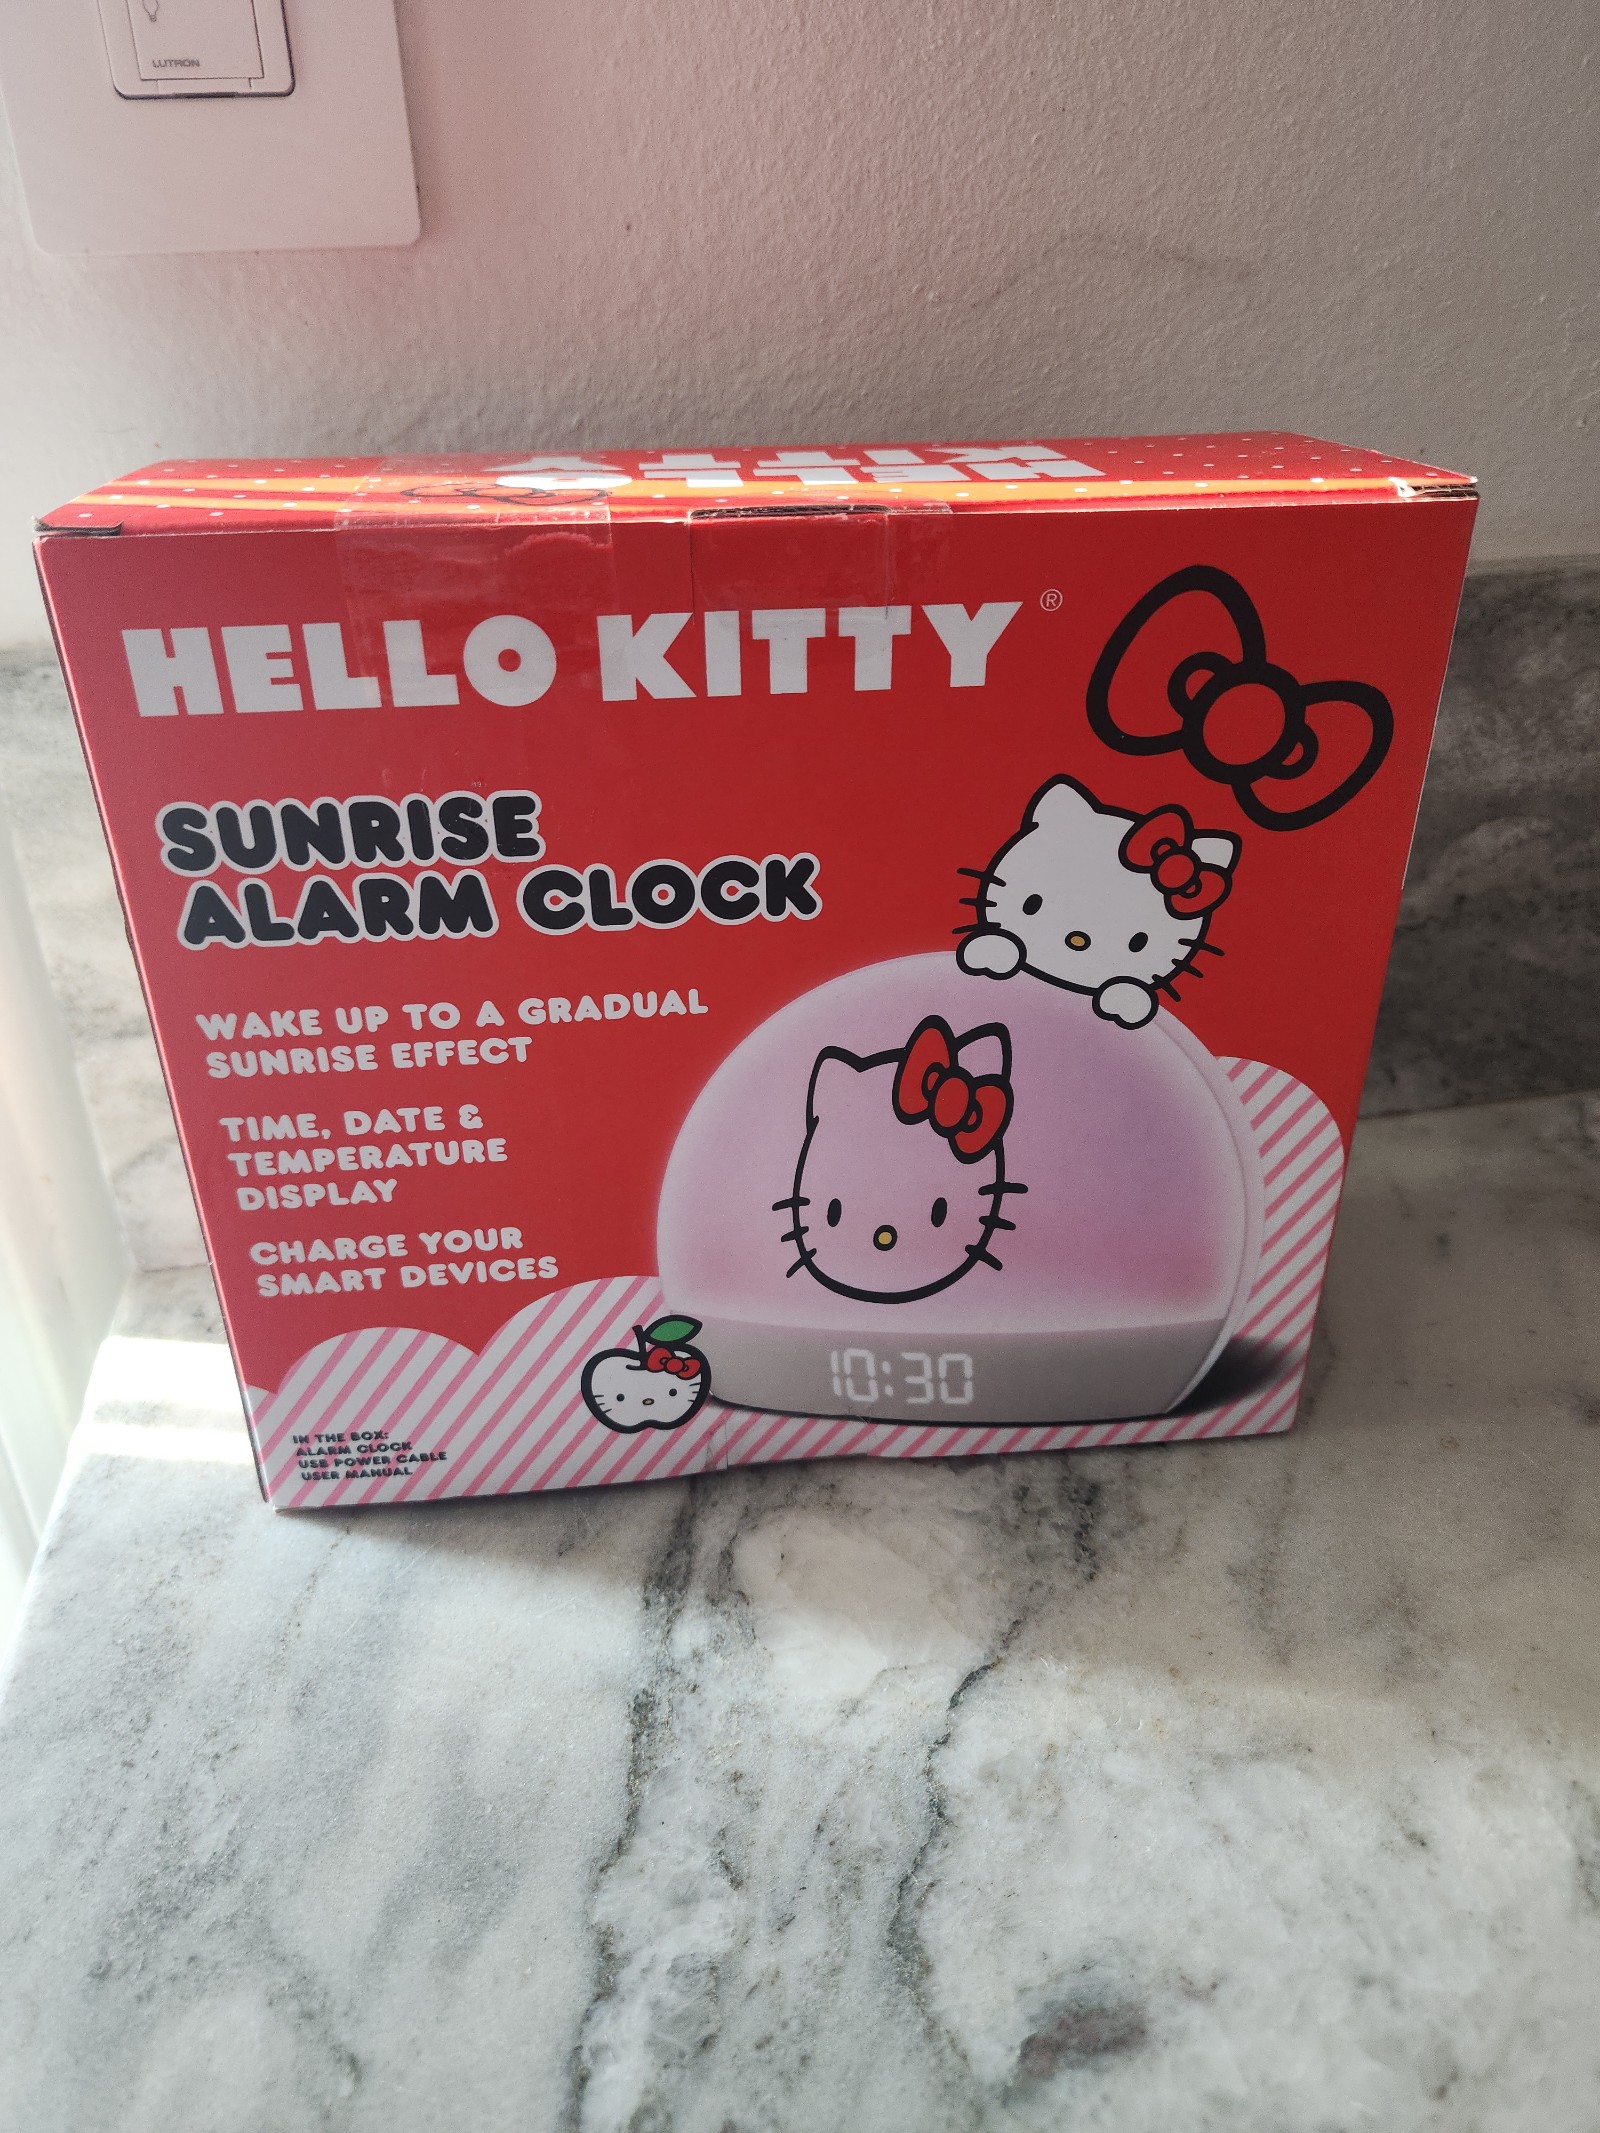 LUTRON
HELLO
KITTY
HELLO KITTY®
SUNRISE
ALARM CLOCK
WAKE UP TO A GRADUAL
SUNRISE EFFECT
TIME, DATE &
TEMPERATURE
DISPLAY
CHARGE YOUR
SMART DEVICES
10:30
IN THE BOX:
ALARM CLOCK
USB POWER CABLE
USER MANUAL